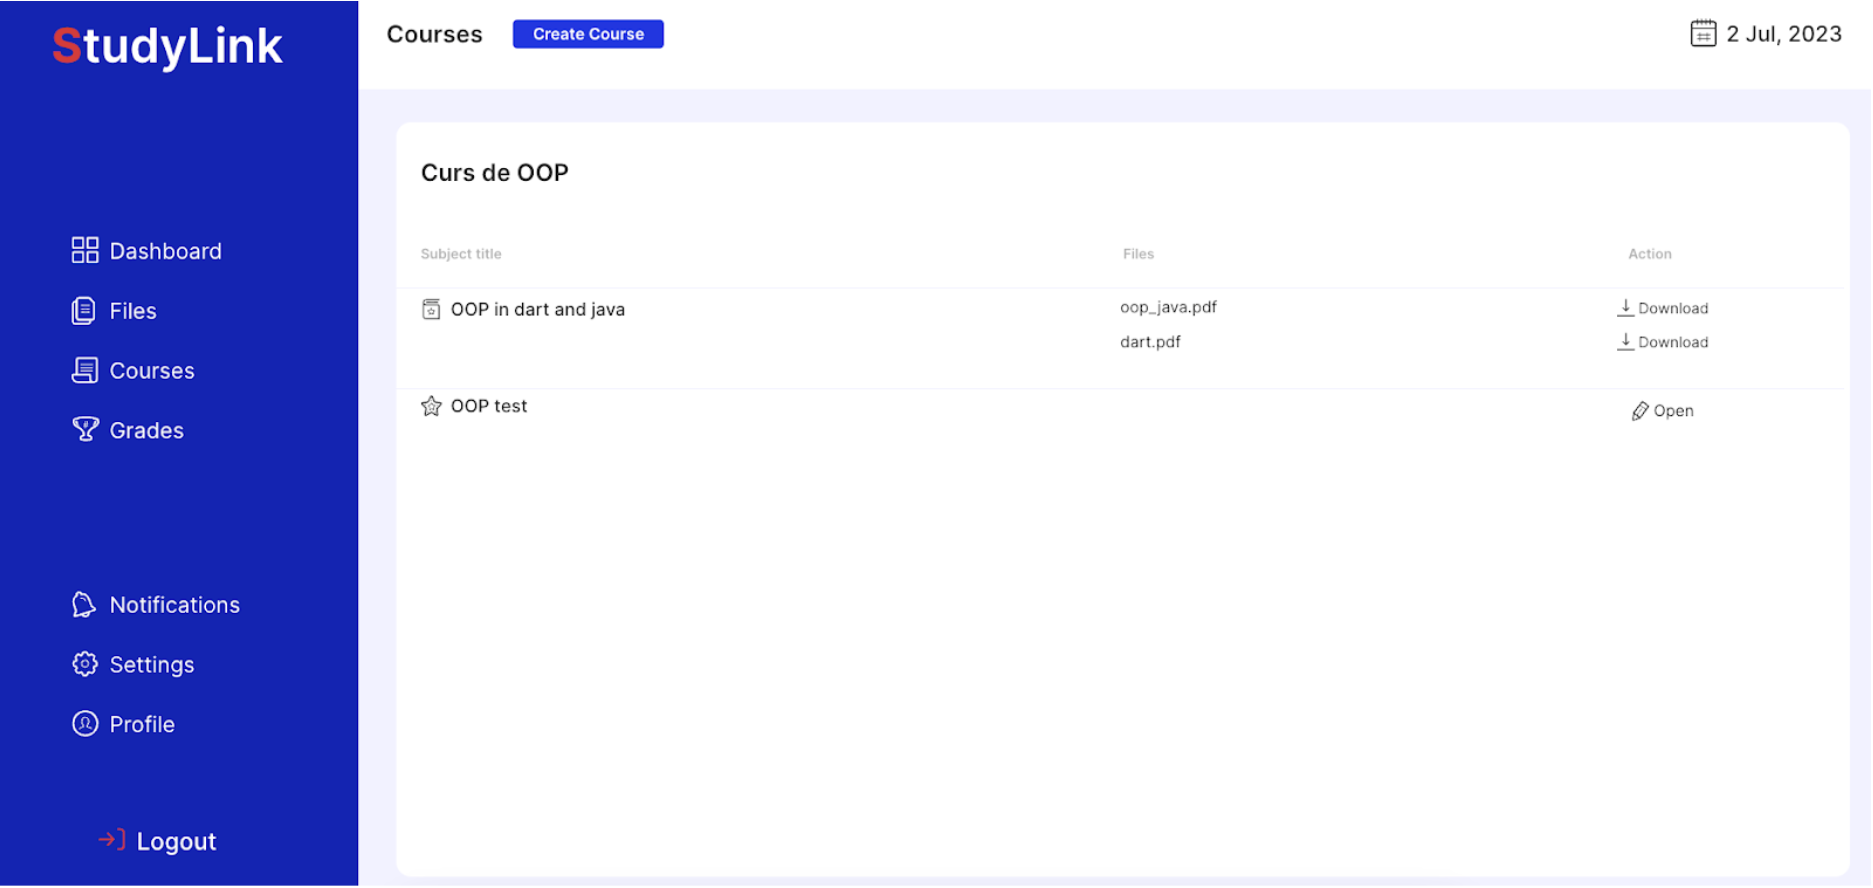 StudyLink
Courses Create Course 2 Jul, 2023
Curs de OOP
Dashboard
Subject title Files Action
Files
OOP in dart and java oop_java.pdf Download
dart.pdf Download
Courses
OOP test Open
Grades
Notifications
Settings
Profile
Logout